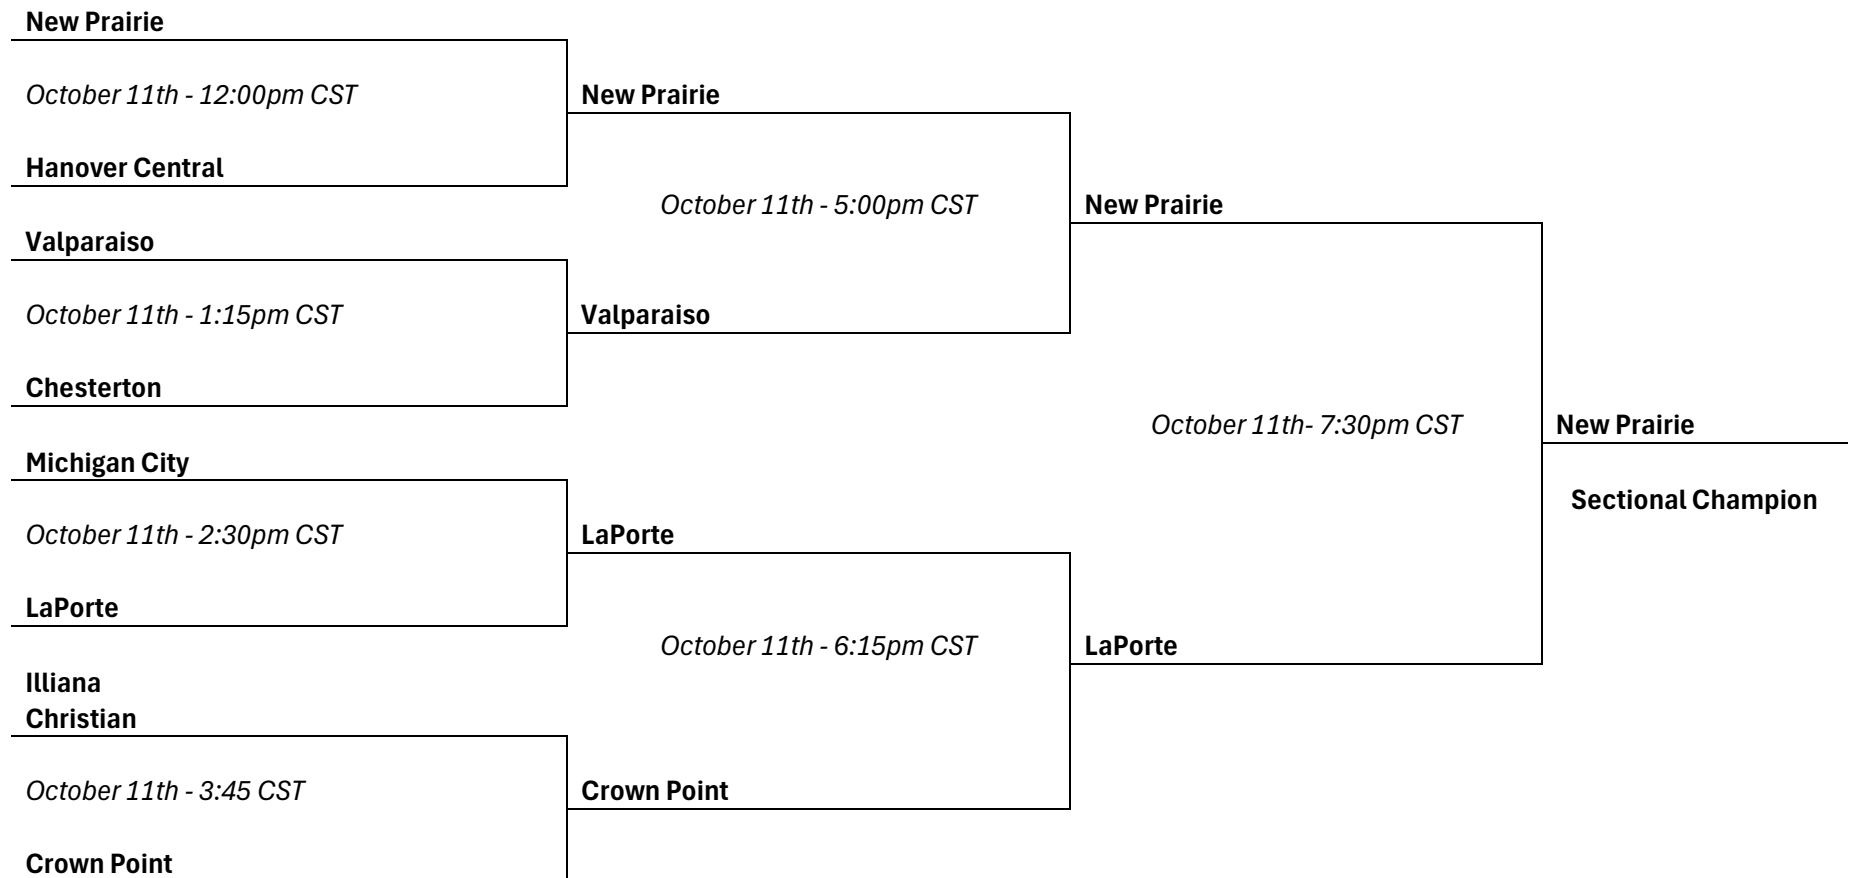 New Prairie
October 11th - 12:00pm CST
New Prairie
Hanover Central
October 11th - 5:00pm CST
New Prairie
Valparaiso
October 11th - 1:15pm CST
Valparaiso
Chesterton
October 11th- 7:30pm CST
New Prairie
Michigan City
Sectional Champion
October 11th - 2:30pm CST
LaPorte
LaPorte
October 11th - 6:15pm CST
LaPorte
Illiana
Christian
October 11th - 3:45 CST
Crown Point
Crown Point